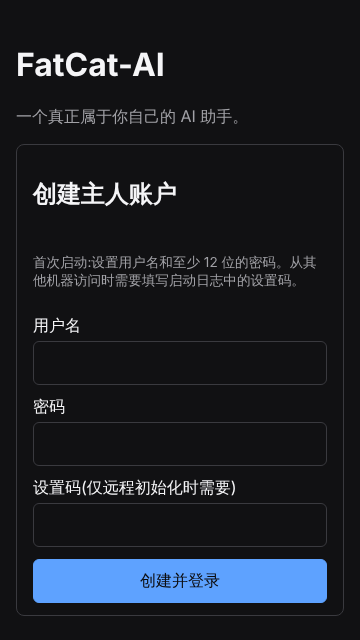 FatCat-AI
一个真正属于你自己的 AI 助手。
创建主人账户
首次启动:设置用户名和至少 12 位的密码。从其
他机器访问时需要填写启动日志中的设置码。
用户名
密码
设置码(仅远程初始化时需要)
创建并登录